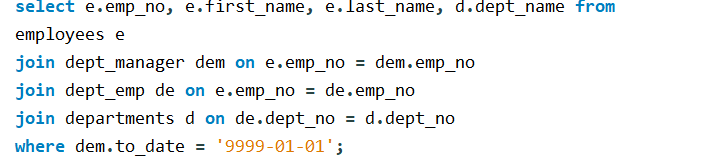 select e.emp_no, e.first_name, e.last_name, d.dept_name from
employees e
join dept_manager dem on e.emp_no = dem.emp_no
join dept_emp de on e.emp_no = de.emp_no
join departments d on de.dept_no = d.dept_no
where dem.to_date = '9999-01-01';